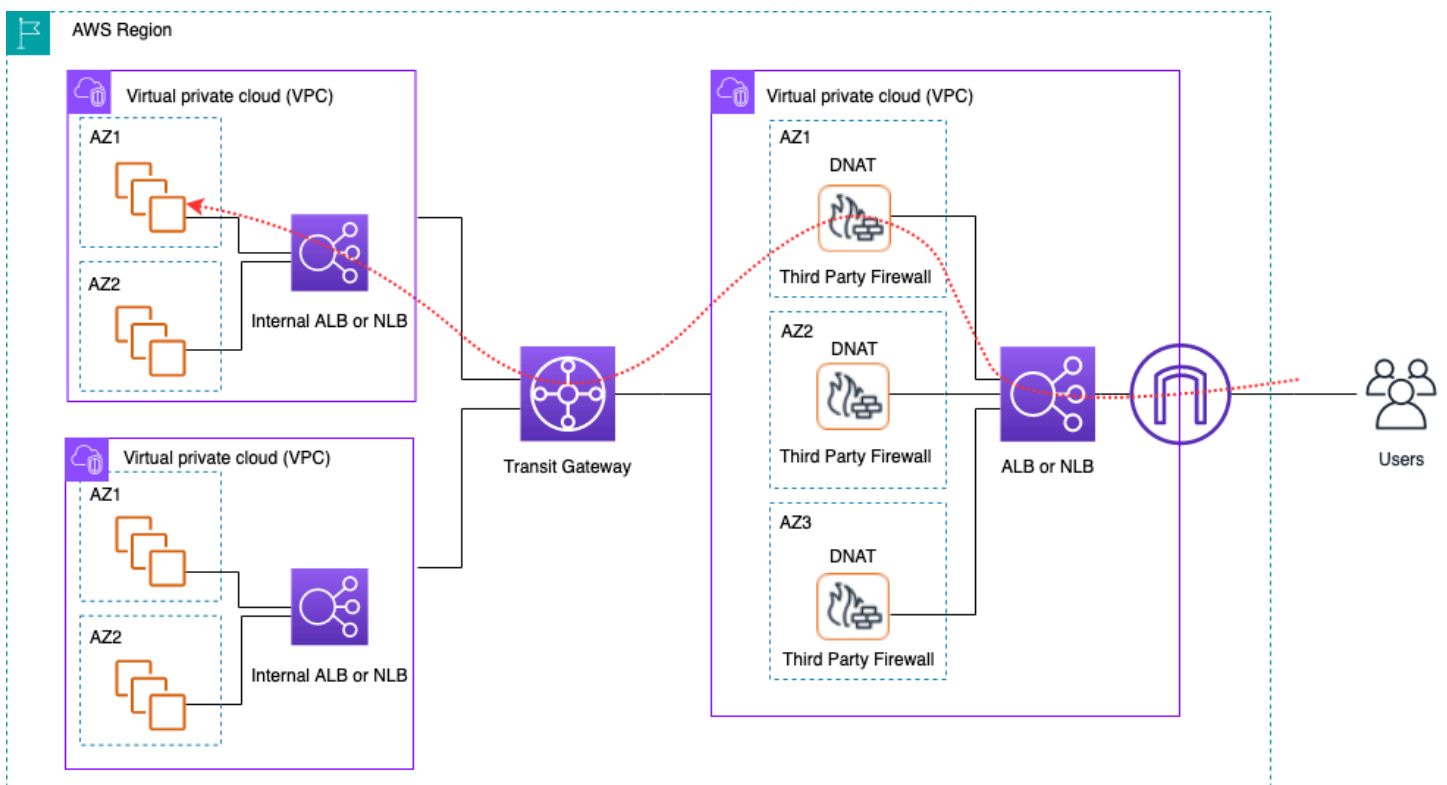 AWS Region
Virtual private cloud (VPC)
AZ1
AZ2
Internal ALB or NLB
Virtual private cloud (VPC)
AZ1
AZ2
Internal ALB or NLB
Transit Gateway
Virtual private cloud (VPC)
AZ1
DNAT
Third Party Firewall
AZ2
DNAT
Third Party Firewall
AZ3
DNAT
Third Party Firewall
ALB or NLB
Users